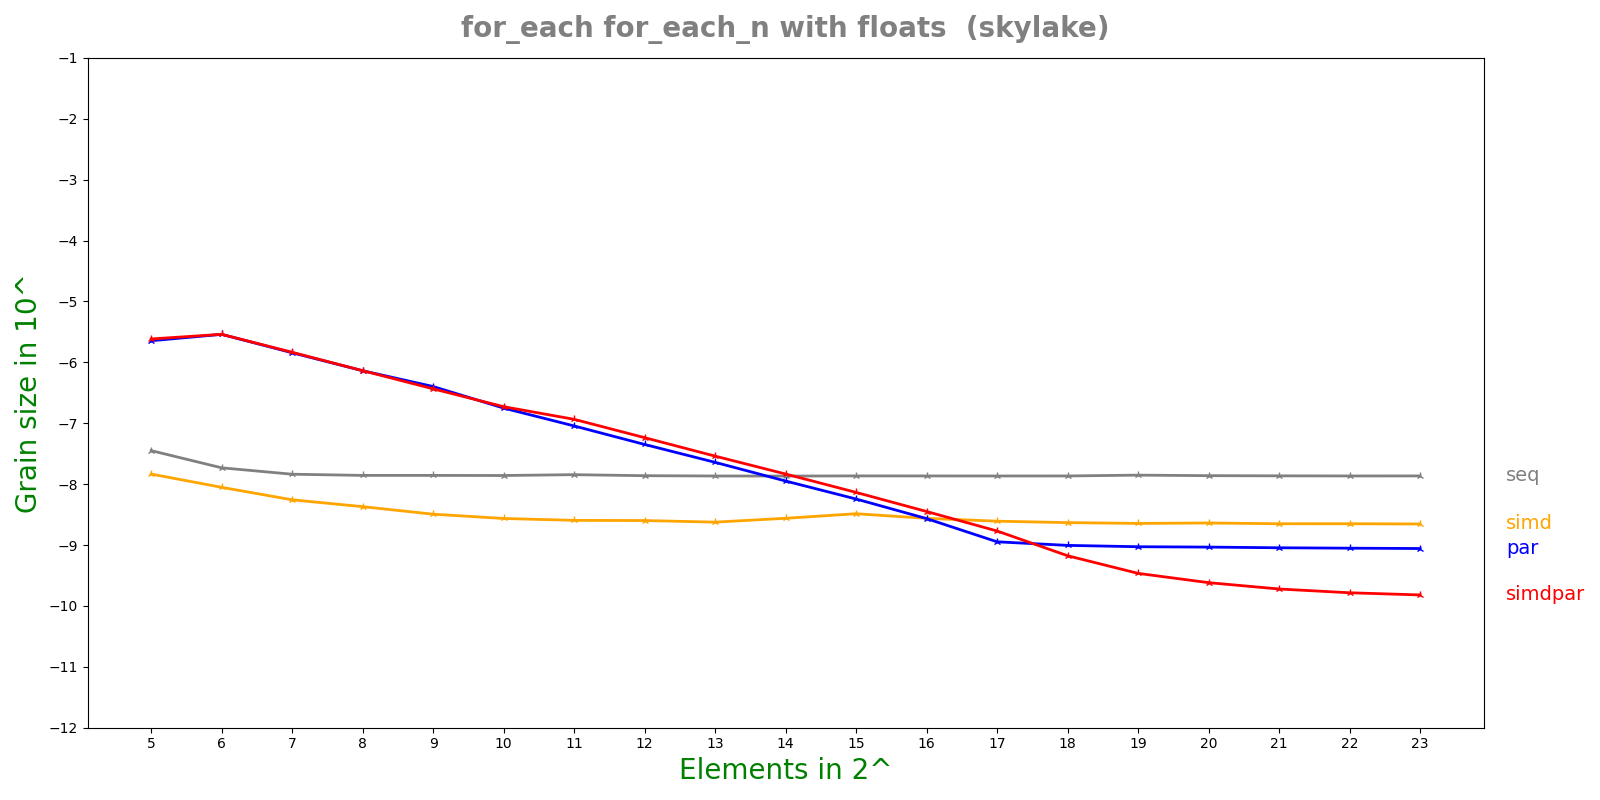 for_each for_each_n with floats  (skylake)
Grain size in 10^
−1
−2
−3
−4
−5
−6
−7
−8
−9
−10
−11
−12
seq
simd
par
simdpar
5 6 7 8 9 10 11 12 13 14 15 16 17 18 19 20 21 22 23
Elements in 2^